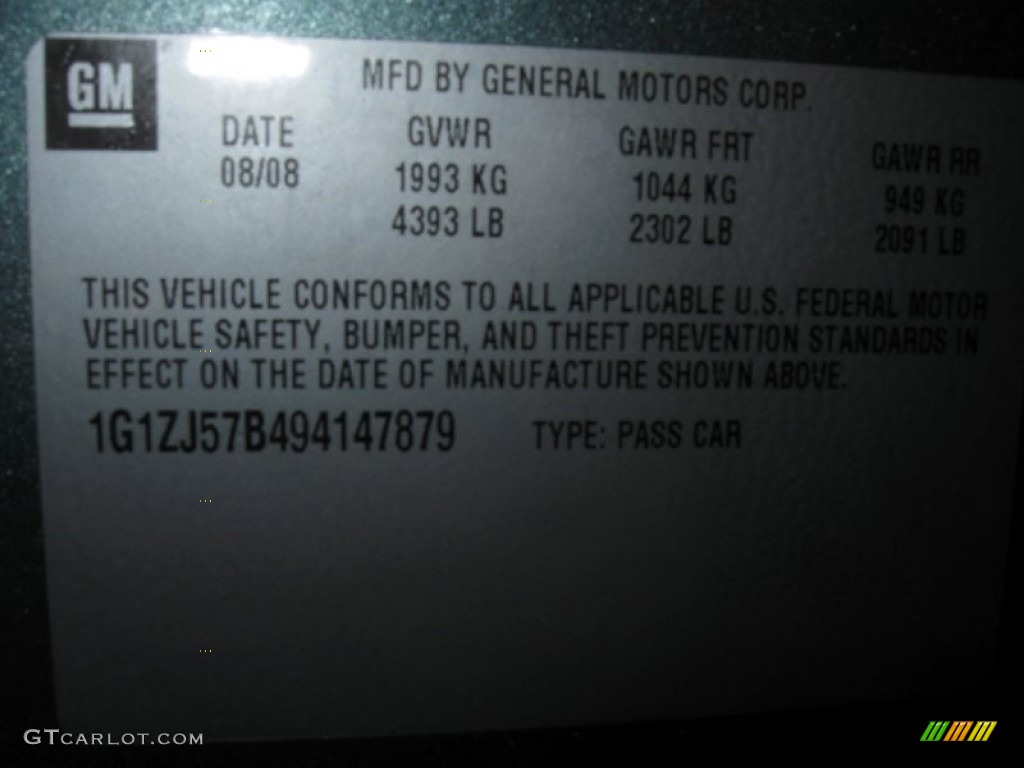 GM
MFD BY GENERAL MOTORS CORP.
DATE GVWR GAWR FRT GAWR RR
08/08 1993 KG 1044 KG 949 KG
4393 LB 2302 LB 2091 LB
THIS VEHICLE CONFORMS TO ALL APPLICABLE U.S. FEDERAL MOTOR
VEHICLE SAFETY, BUMPER, AND THEFT PREVENTION STANDARDS IN
EFFECT ON THE DATE OF MANUFACTURE SHOWN ABOVE.
1G1ZJ57B494147879 TYPE: PASS CAR
GTCARLOT.COM